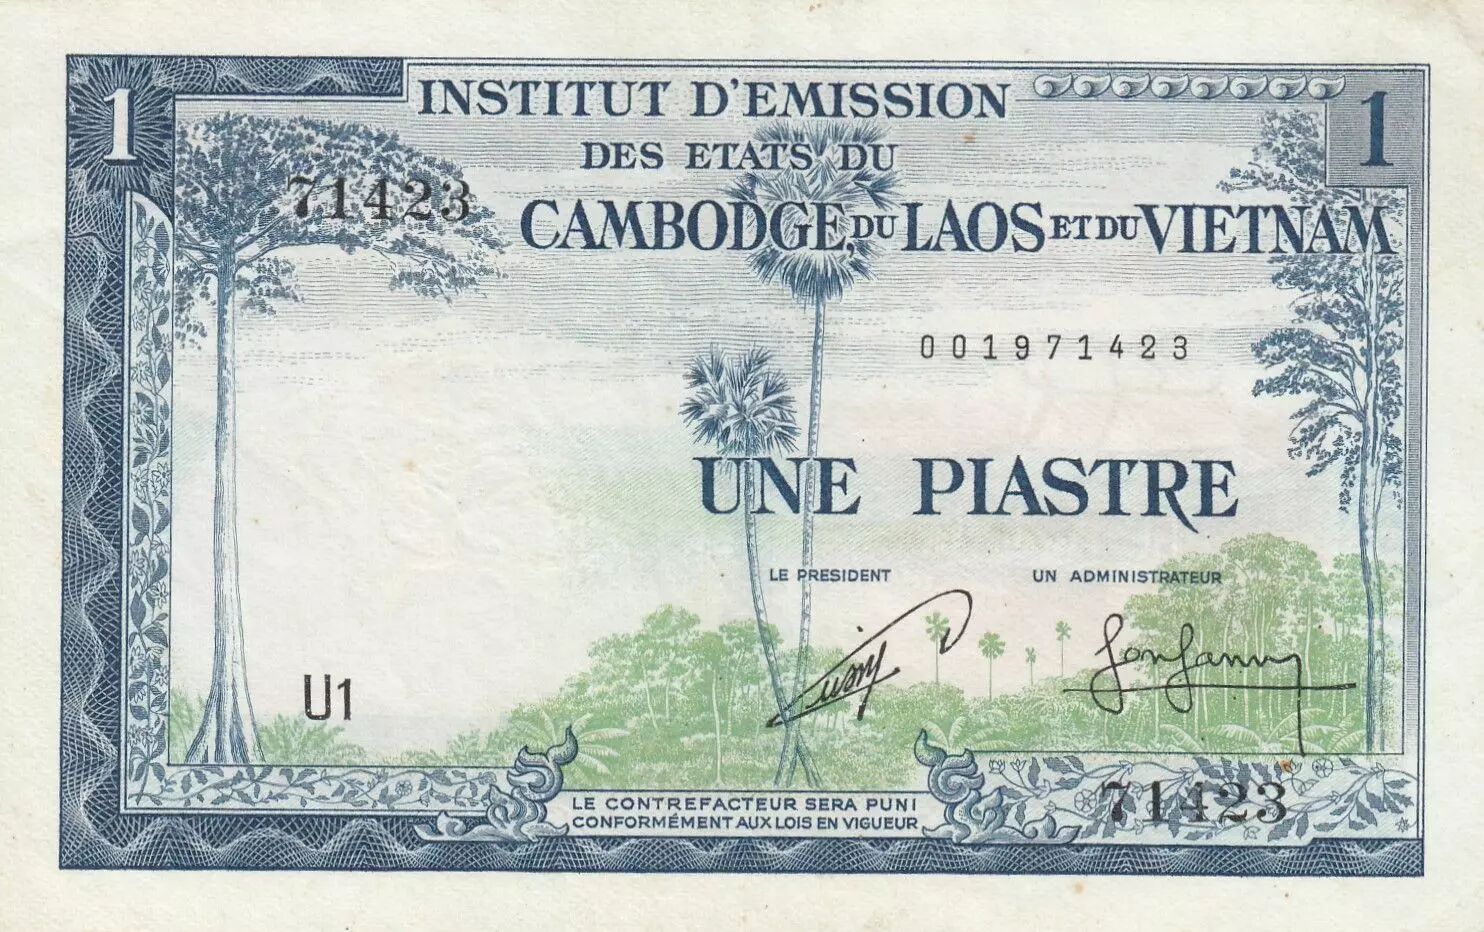 1
INSTITUT D'EMISSION
1
DES ETATS DU
71423
CAMBODGE, DU LAOS ET DU VIETNAM
001971423
UNE PIASTRE
LE PRESIDENT
UN ADMINISTRATEUR
U1
71423
LE CONTREFACTEUR SERA PUNI
CONFORMÉMENT AUX LOIS EN VIGUEUR